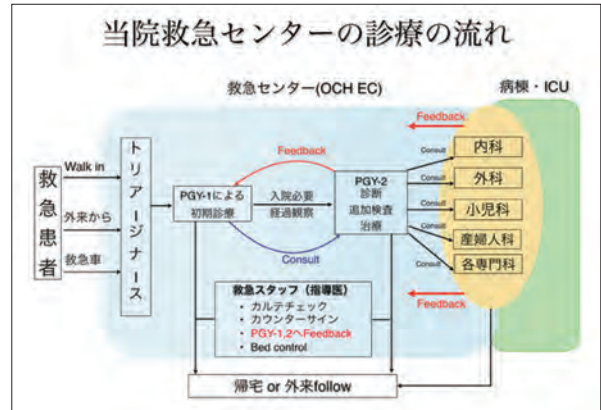 当院救急センターの診療の流れ
救急センター(OCH EC)
病棟・ICU
Feedback
救急患者
Walk in
外来から
救急車
トリアージナース
PGY-1による
初期診療
Feedback
入院必要
経過観察
Consult
PGY-2
診断
追加検査
治療
Consult
内科
Consult
外科
Consult
小児科
Consult
産婦人科
Consult
各専門科
Feedback
救急スタッフ（指導医）
• カルテチェック
• カウンターサイン
• PGY-1,2へFeedback
• Bed control
帰宅 or 外来follow